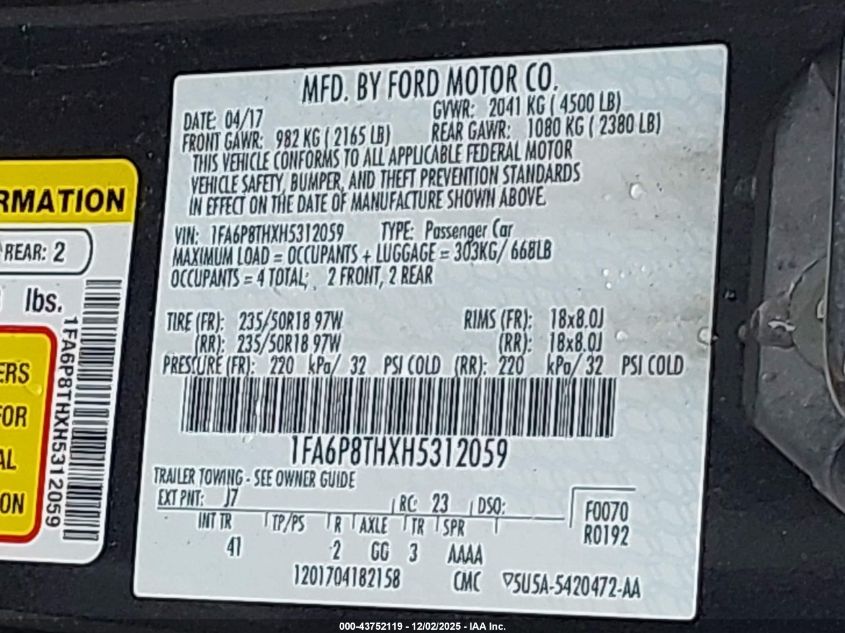 MFD. BY FORD MOTOR CO.
DATE: 04/17 GVWR: 2041 KG ( 4500 LB)
FRONT GAWR: 982 KG ( 2165 LB) REAR GAWR: 1080 KG ( 2380 LB)
THIS VEHICLE CONFORMS TO ALL APPLICABLE FEDERAL MOTOR
VEHICLE SAFETY, BUMPER, AND THEFT PREVENTION STANDARDS
IN EFFECT ON THE DATE OF MANUFACTURE SHOWN ABOVE.
VIN: 1FA6P8THXH5312059 TYPE: Passenger Car
MAXIMUM LOAD = OCCUPANTS + LUGGAGE = 303KG/ 668LB
OCCUPANTS = 4 TOTAL; 2 FRONT, 2 REAR
TIRE (FR): 235/50R18 97W RIMS (FR): 18x8.0J
(RR): 235/50R18 97W (RR): 18x8.0J
PRESSURE (FR): 220 kPa/ 32 PSI COLD (RR): 220 kPa/ 32 PSI COLD
1FA6P8THXH5312059
TRAILER TOWING - SEE OWNER GUIDE
EXT PNT: J7 RC: 23 DSO:
F0070
R0192
INT TR TP/PS R AXLE TR SPR
41 2 GG 3 AAAA
1201704182158 CMC 5U5A-5420472-AA
RMATION
REAR: 2
lbs.
ERS
FOR
AL
ON
1FA6P8THXH5312059
000-43752119 - 12/02/2025 - IAA Inc.